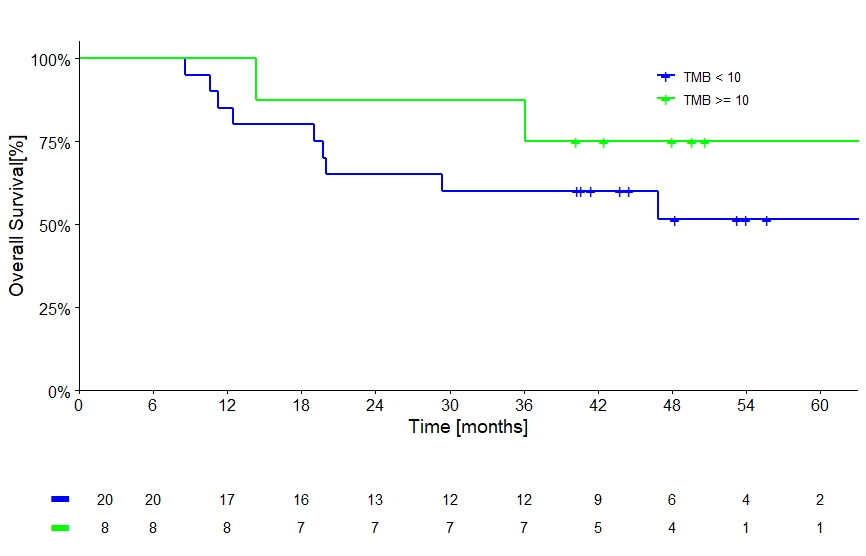 Overall Survival[%]
100%
75%
50%
25%
0%
TMB < 10
TMB >= 10
0 6 12 18 24 30 36 42 48 54 60
Time [months]
20 20 17 16 13 12 12 9 6 4 2
8 8 8 7 7 7 7 5 4 1 1